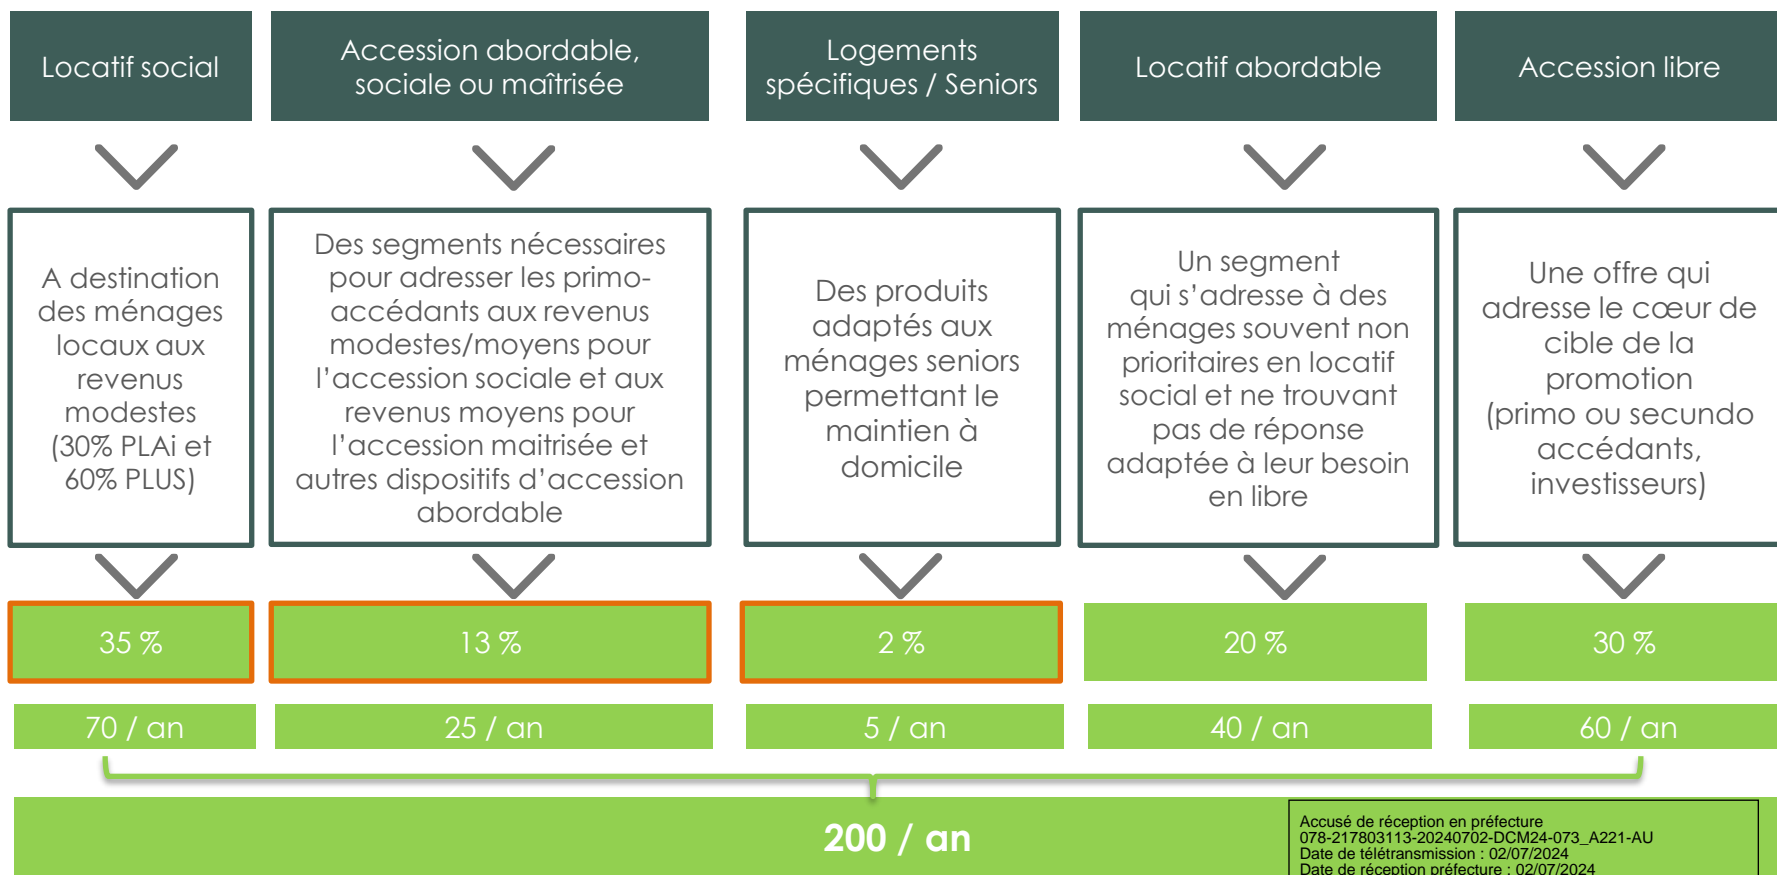 Locatif social
Accession abordable,
sociale ou maîtrisée
Logements
spécifiques / Seniors
Locatif abordable
Accession libre
A destination
des ménages
locaux aux
revenus
modestes
(30% PLAi et
60% PLUS)
Des segments nécessaires
pour adresser les primo-
accédants aux revenus
modestes/moyens pour
l’accession sociale et aux
revenus moyens pour
l’accession maitrisée et
autres dispositifs d’accession
abordable
Des produits
adaptés aux
ménages seniors
permettant le
maintien à
domicile
Un segment
qui s’adresse à des
ménages souvent non
prioritaires en locatif
social et ne trouvant
pas de réponse
adaptée à leur besoin
en libre
Une offre qui
adresse le cœur de
cible de la
promotion
(primo ou secundo
accédants,
investisseurs)
35 %
13 %
2 %
20 %
30 %
70 / an
25 / an
5 / an
40 / an
60 / an
200 / an
Accusé de réception en préfecture
078-217803113-20240702-DCM24-073_A221-AU
Date de télétransmission : 02/07/2024
Date de réception préfecture : 02/07/2024